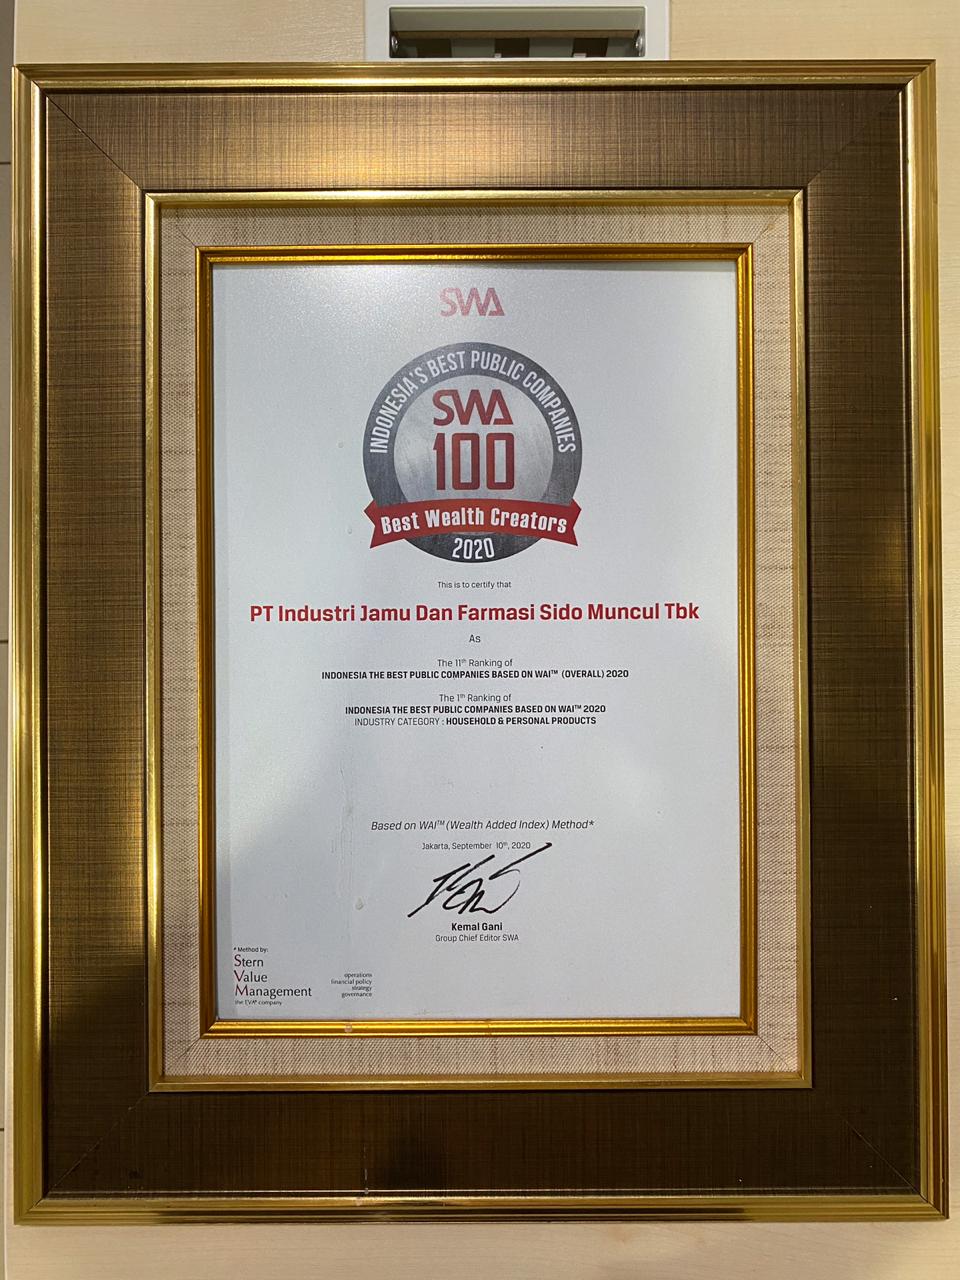 SWA
INDONESIA'S BEST PUBLIC COMPANIES
SWA
100
Best Wealth Creators
2020
This is to certify that
PT Industri Jamu Dan Farmasi Sido Muncul Tbk
As
The 11th Ranking of
INDONESIA THE BEST PUBLIC COMPANIES BASED ON WAI™ (OVERALL) 2020
The 1th Ranking of
INDONESIA THE BEST PUBLIC COMPANIES BASED ON WAI™ 2020
INDUSTRY CATEGORY : HOUSEHOLD & PERSONAL PRODUCTS
Based on WAI™ (Wealth Added Index) Method*
Jakarta, September 10th, 2020
Kemal Gani
Group Chief Editor SWA
* Method by:
Stern
Value
Management
the EVA® company
operations
financial policy
strategy
governance